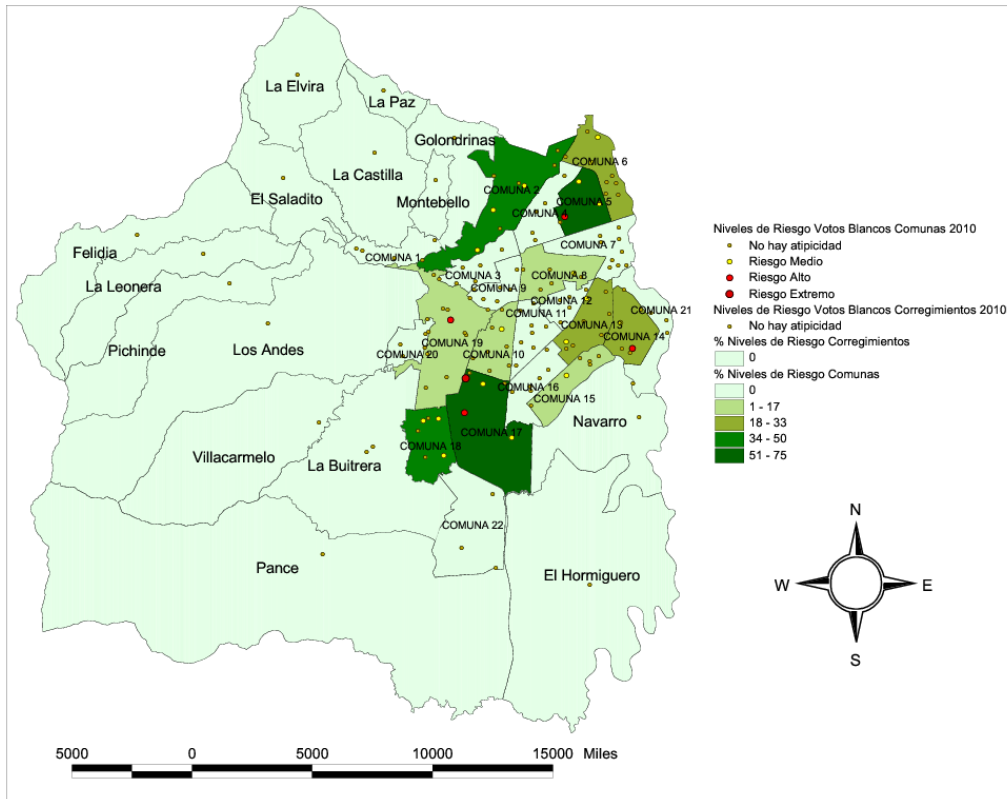 La Elvira
La Paz
Golondrinas
La Castilla
COMUNA 6
COMUNA 2
El Saladito
Montebello
COMUNA 5
COMUNA 4
Felidia
COMUNA 1
COMUNA 7
COMUNA 3
COMUNA 8
La Leonera
COMUNA 9
COMUNA 12
COMUNA 11
COMUNA 21
COMUNA 13
Pichinde
Los Andes
COMUNA 19
COMUNA 14
COMUNA 20
COMUNA 10
COMUNA 16
COMUNA 15
Navarro
COMUNA 17
COMUNA 18
Villacarmelo
La Buitrera
COMUNA 22
Pance
El Hormiguero
Niveles de Riesgo Votos Blancos Comunas 2010
No hay atipicidad
Riesgo Medio
Riesgo Alto
Riesgo Extremo
Niveles de Riesgo Votos Blancos Corregimientos 2010
No hay atipicidad
% Niveles de Riesgo Corregimientos
0
% Niveles de Riesgo Comunas
0
1 - 17
18 - 33
34 - 50
51 - 75
N
W
E
S
5000 0 5000 10000 15000 Miles